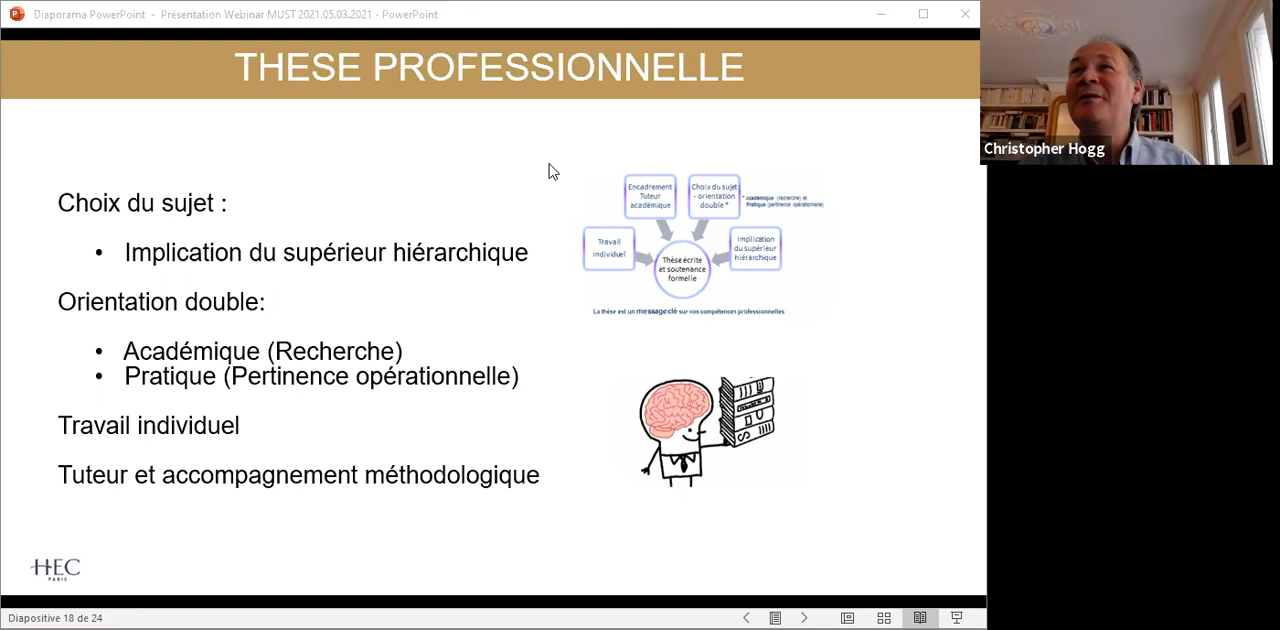 Diaporama PowerPoint - Présentation Webinar MUST 2021.05.03.2021 - PowerPoint
THESE PROFESSIONNELLE
Christopher Hogg
Choix du sujet :
• Implication du supérieur hiérarchique
Orientation double:
• Académique (Recherche)
• Pratique (Pertinence opérationnelle)
Travail individuel
Tuteur et accompagnement méthodologique
Encadrement
Tuteur
académique
Choix du sujet
- orientation
double *
* Académique (recherche) et
Pratique (pertinence opérationnelle)
Travail
individuel
Implication
du supérieur
hiérarchique
Thèse écrite
et soutenance
formelle
La thèse est un message clé sur vos compétences professionnelles
HEC
PARIS
Diapositive 18 de 24